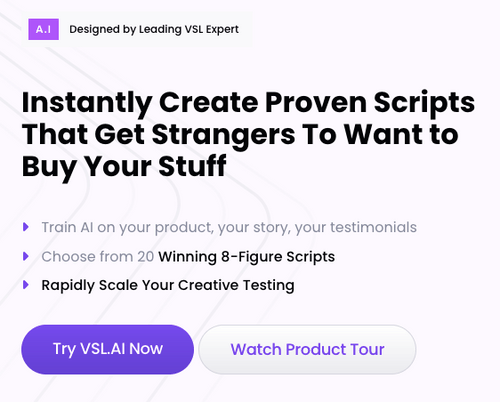 A.I Designed by Leading VSL Expert
Instantly Create Proven Scripts
That Get Strangers To Want to
Buy Your Stuff
Train AI on your product, your story, your testimonials
Choose from 20 Winning 8-Figure Scripts
Rapidly Scale Your Creative Testing
Try VSL.AI Now Watch Product Tour